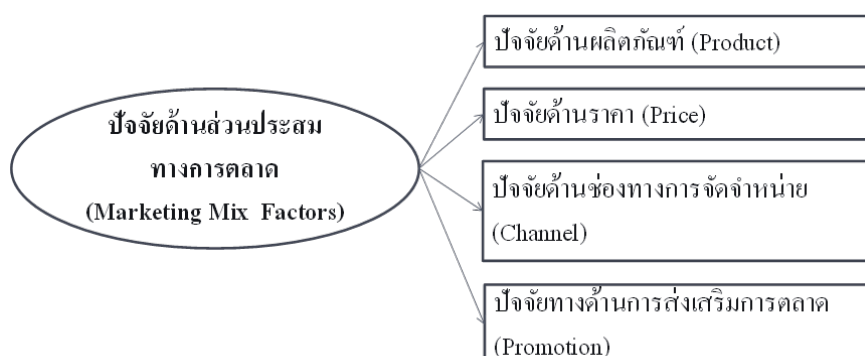 ปัจจัยด้านส่วนประสม
ทางการตลาด
(Marketing Mix Factors)
ปัจจัยด้านผลิตภัณฑ์ (Product)
ปัจจัยด้านราคา (Price)
ปัจจัยด้านช่องทางการจัดจำหน่าย
(Channel)
ปัจจัยทางด้านการส่งเสริมการตลาด
(Promotion)